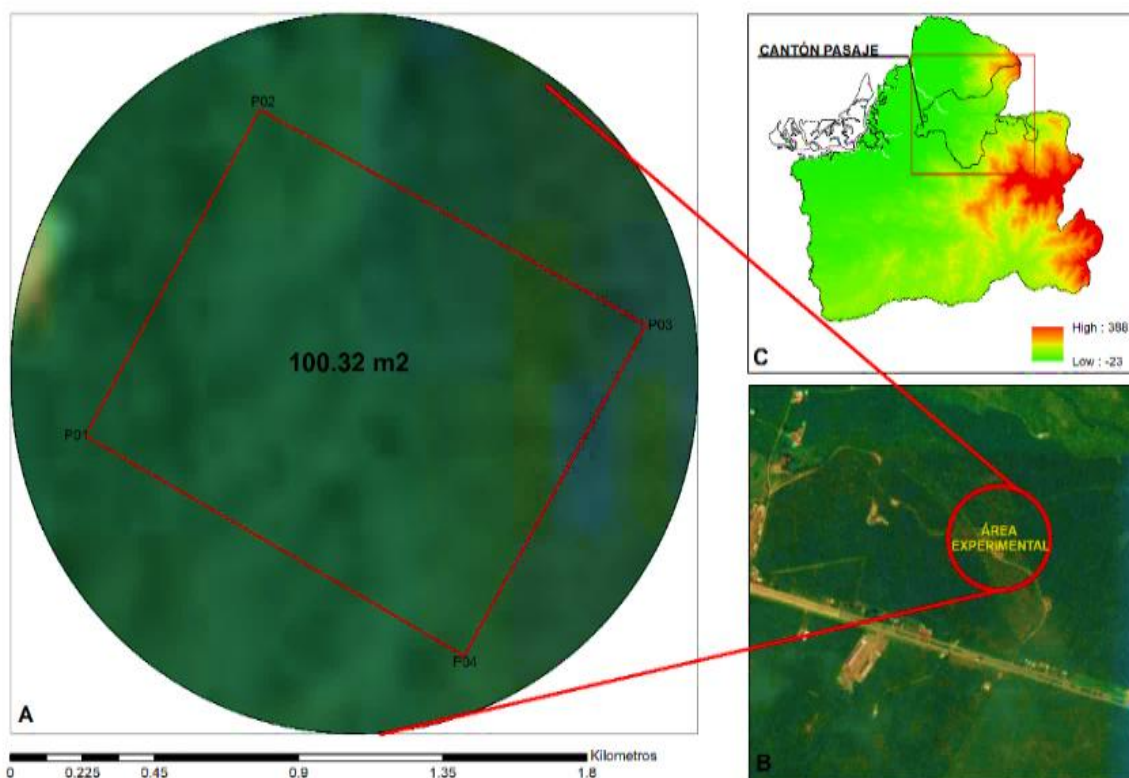 P02
P03
100.32 m2
P01
P04
A
Kilometros
0 0.225 0.45 0.9 1.35 1.8
CANTÓN PASAJE
High : 388
Low : -23
C
ÁREA
EXPERIMENTAL
B